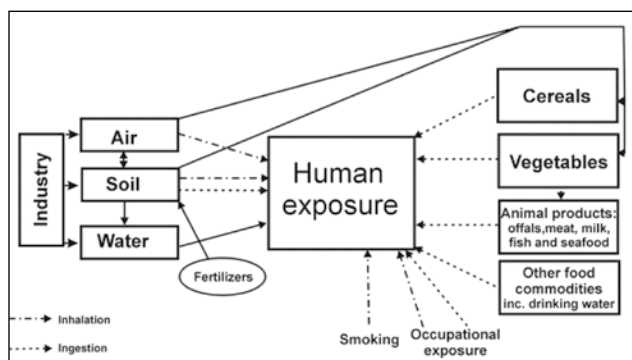 Industry
Air
Soil
Water
Fertilizers
Human
exposure
Cereals
Vegetables
Animal products:
offals,meat, milk,
fish and seafood
Other food
commodities
inc. drinking water
Smoking
Occupational
exposure
Inhalation
Ingestion